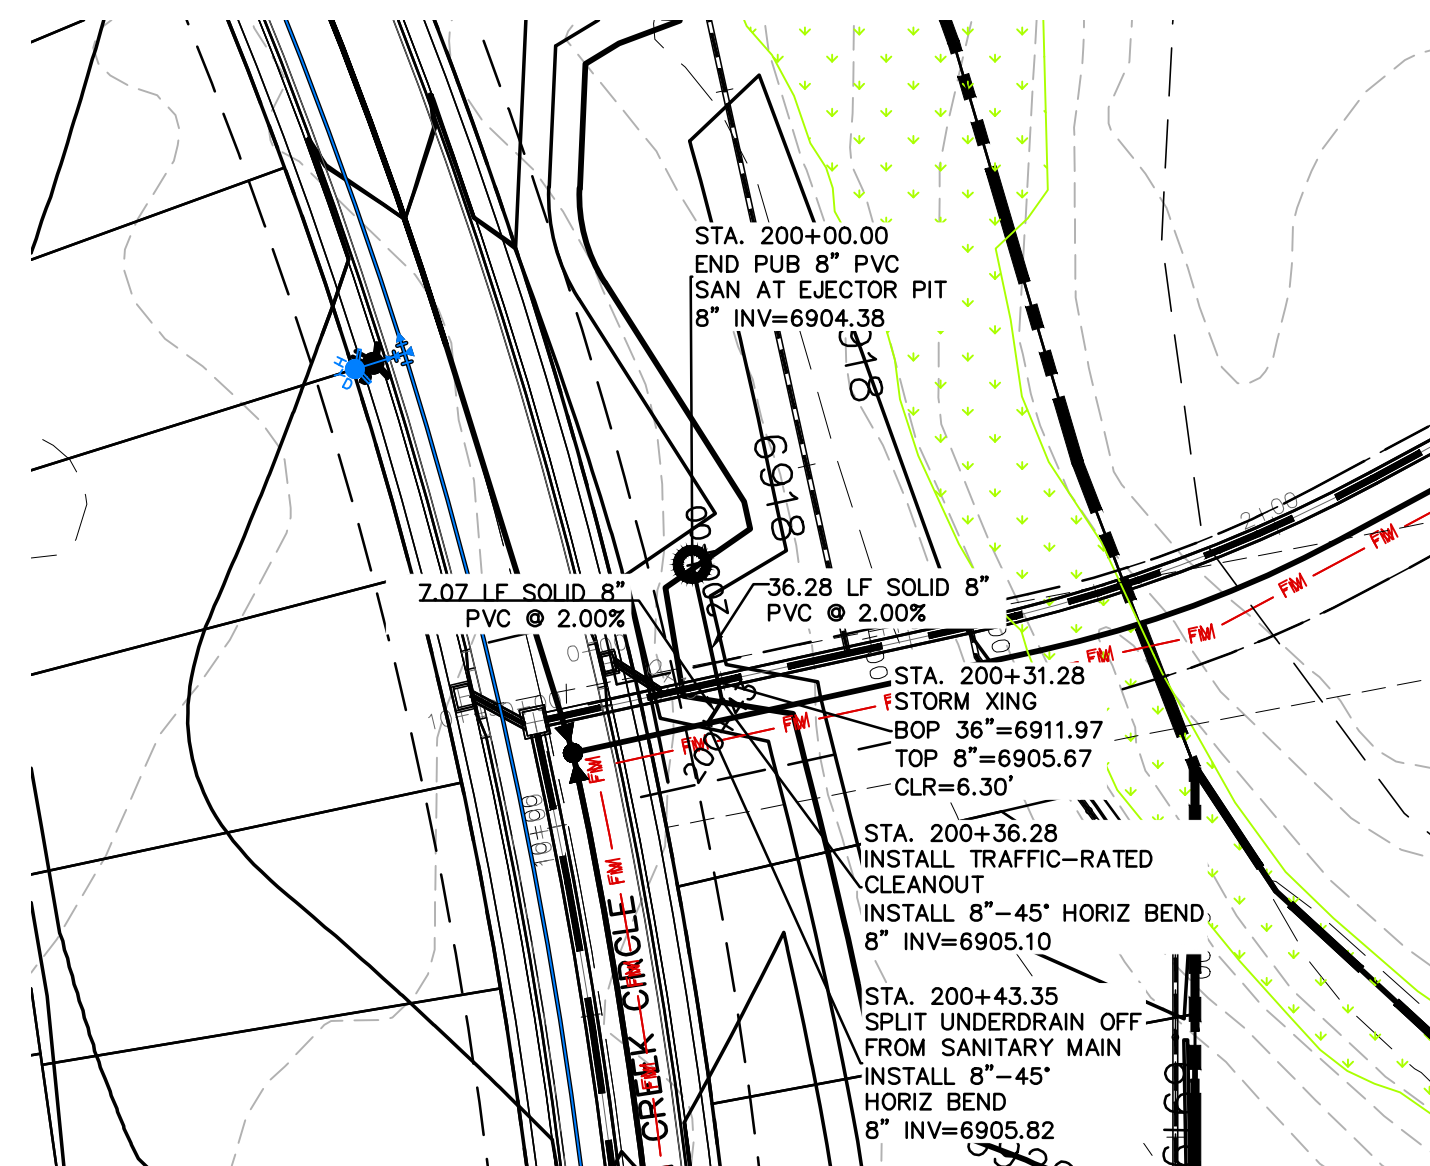 STA. 200+00.00
END PUB 8" PVC
SAN AT EJECTOR PIT
8" INV=6904.38
918
6918
H
D
2+00
7.07 LF SOLID 8"
PVC @ 2.00%
36.28 LF SOLID 8"
PVC @ 2.00%
FM
FM
FM
FM
FM
FM
FM
FM
FM
FM
STA. 200+31.28
STORM XING
BOP 36"=6911.97
TOP 8"=6905.67
CLR=6.30'
STA. 200+36.28
INSTALL TRAFFIC-RATED
CLEANOUT
INSTALL 8"-45° HORIZ BEND
8" INV=6905.10
STA. 200+43.35
SPLIT UNDERDRAIN OFF
FROM SANITARY MAIN
INSTALL 8"-45°
HORIZ BEND
8" INV=6905.82
CREEK CIRCLE